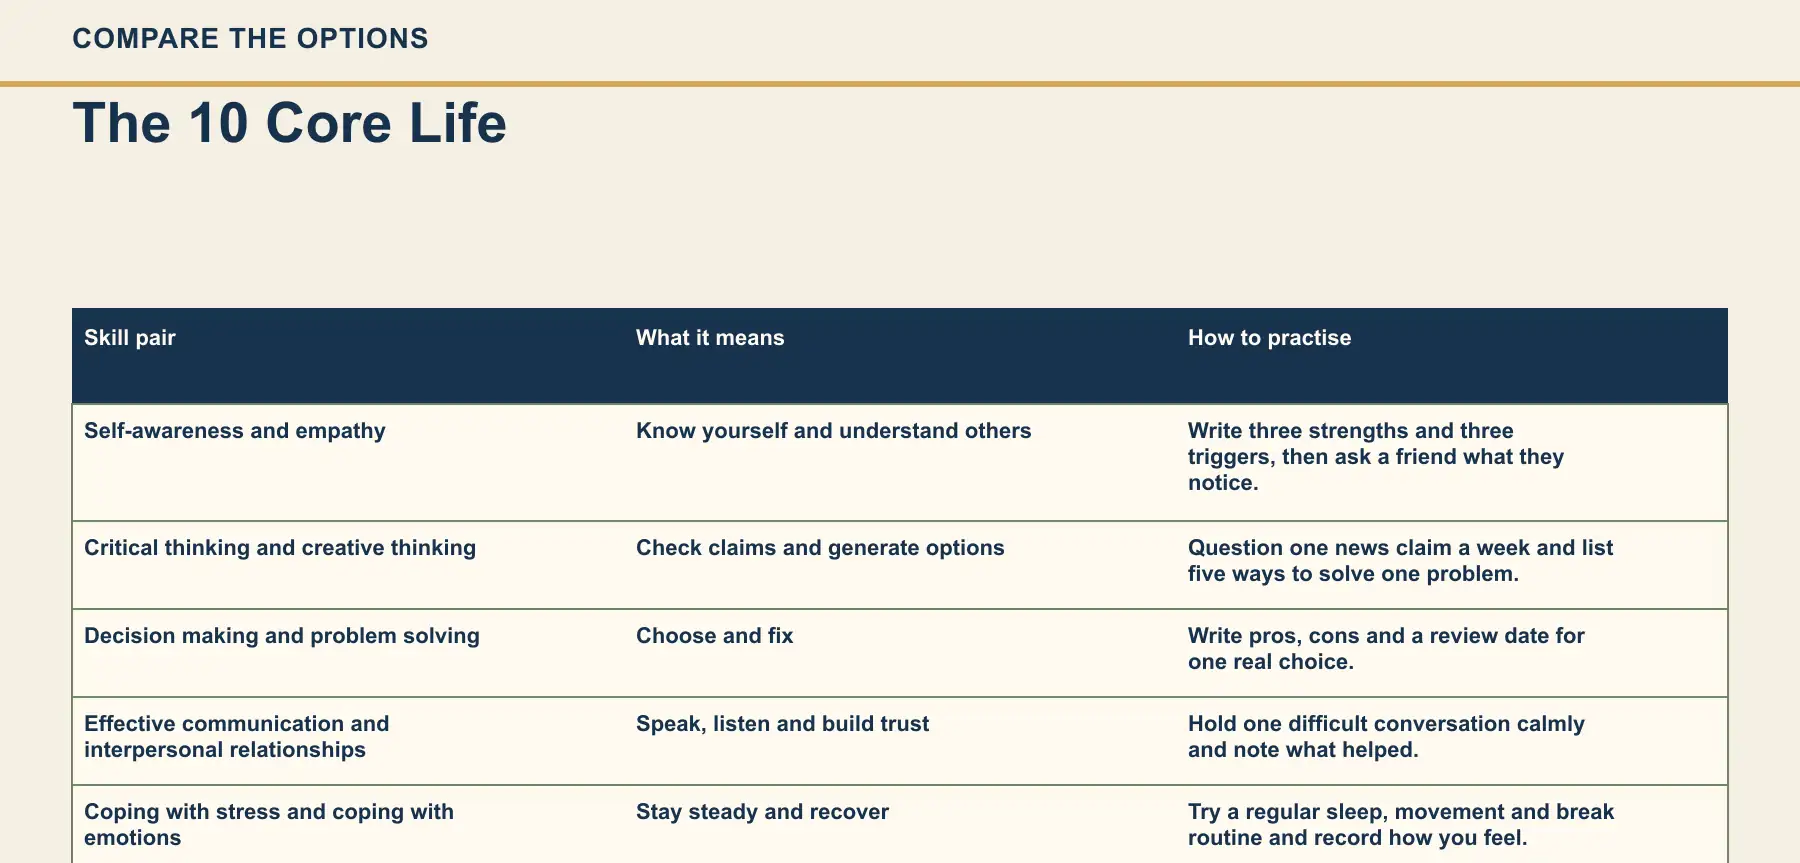 COMPARE THE OPTIONS
The 10 Core Life
Skill pair
What it means
How to practise
Self-awareness and empathy
Know yourself and understand others
Write three strengths and three
triggers, then ask a friend what they
notice.
Critical thinking and creative thinking
Check claims and generate options
Question one news claim a week and list
five ways to solve one problem.
Decision making and problem solving
Choose and fix
Write pros, cons and a review date for
one real choice.
Effective communication and
interpersonal relationships
Speak, listen and build trust
Hold one difficult conversation calmly
and note what helped.
Coping with stress and coping with
emotions
Stay steady and recover
Try a regular sleep, movement and break
routine and record how you feel.